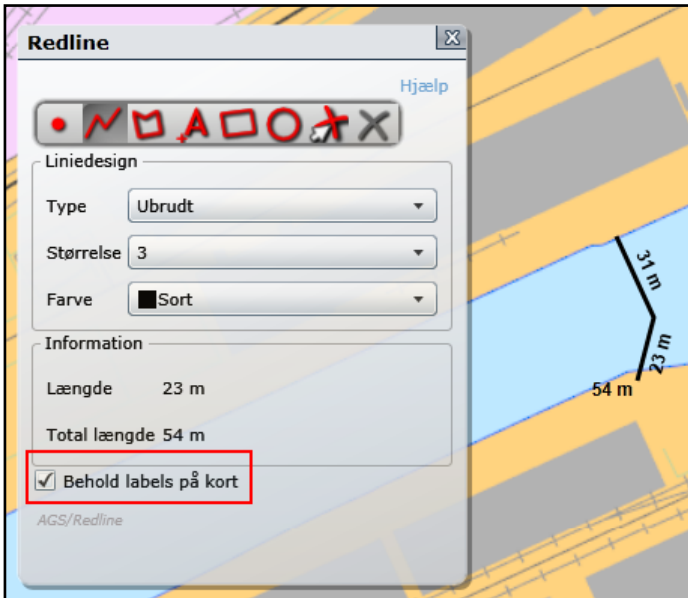 Redline
Hjælp
A
Liniedesign
Type Ubrudt
Størrelse 3
Farve Sort
Information
Længde 23 m
Total længde 54 m
Behold labels på kort
AGS/Redline
31 m
23 m
54 m